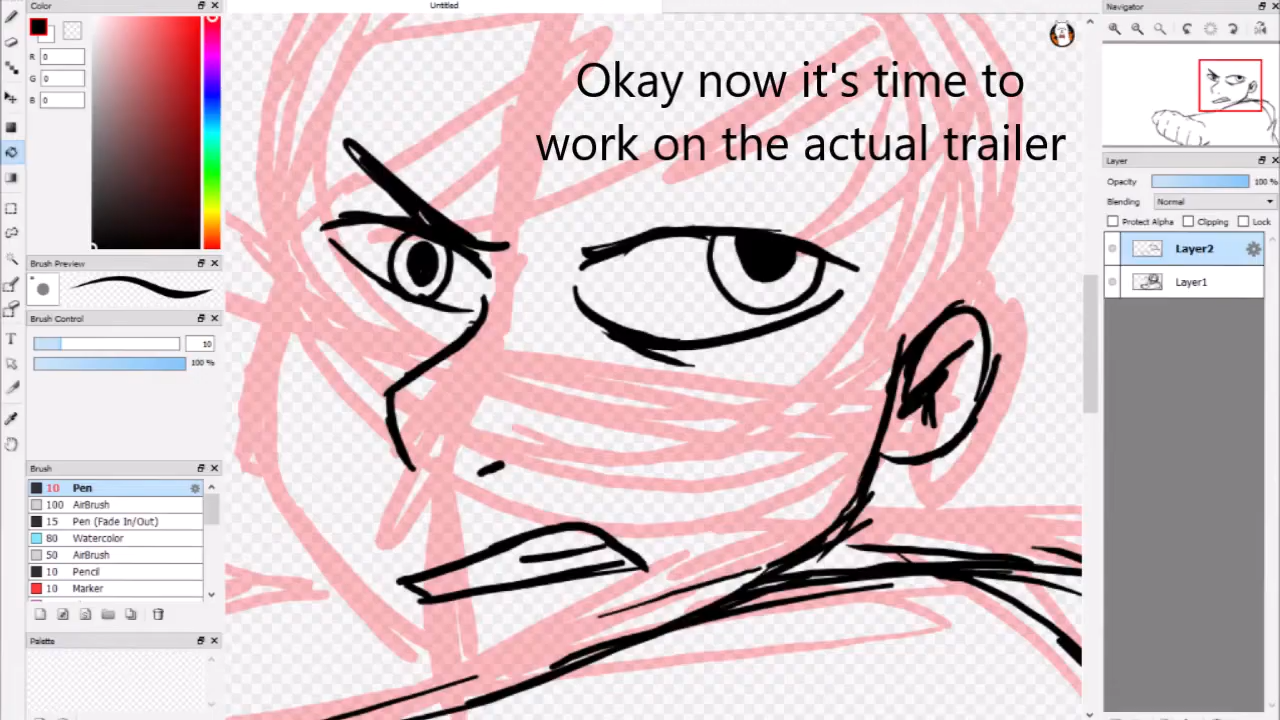 Color
Untitled
Navigator
R 0
G 0
B 0
Okay now it's time to
work on the actual trailer
Layer
Opacity 100 %
Blending Normal
Protect Alpha Clipping Lock
Layer2
Layer1
Brush Preview
Brush Control
10
100 %
Brush
10 Pen
100 AirBrush
15 Pen (Fade In/Out)
80 Watercolor
50 AirBrush
10 Pencil
10 Marker
Palette